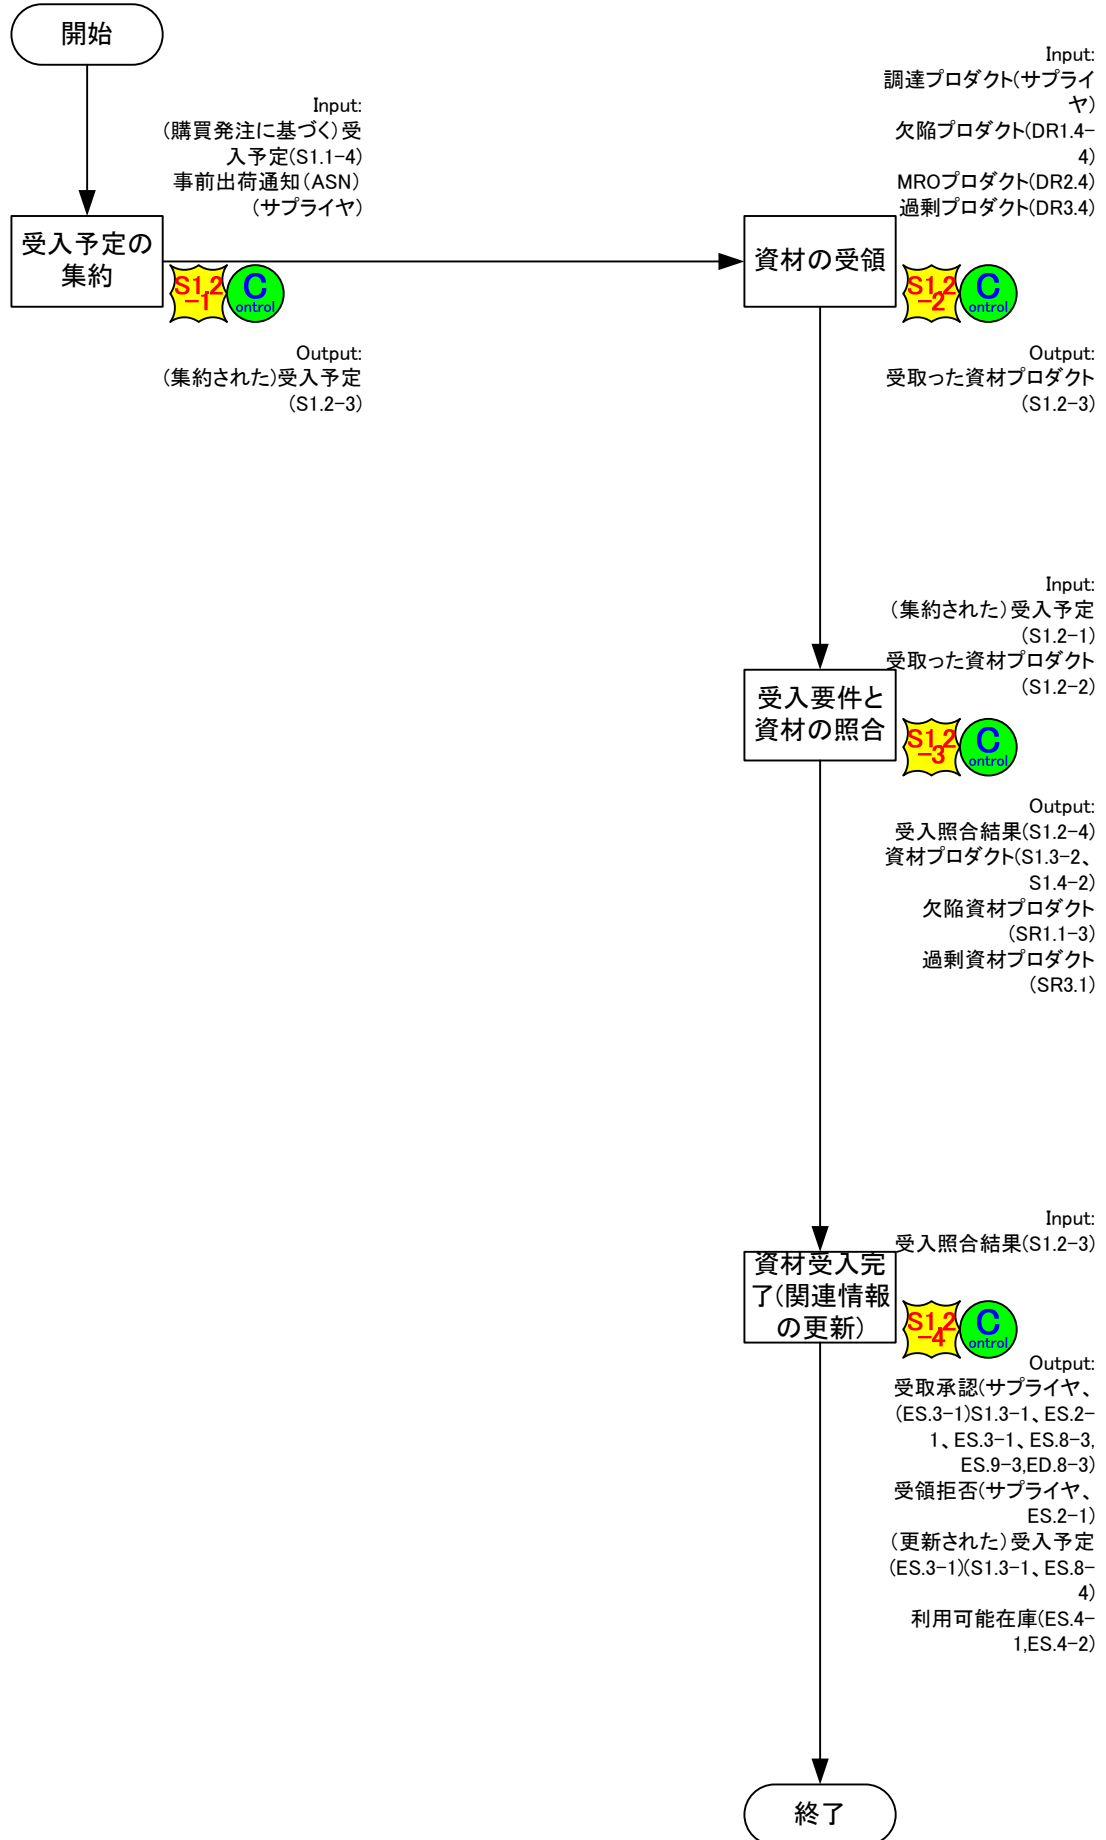 開始
Input:
(購買発注に基づく)受
入予定(S1.1-4)
事前出荷通知(ASN)
(サプライヤ)
受入予定の
集約
S1.2
-1
C
ontrol
Output:
(集約された)受入予定
(S1.2-3)
Input:
調達プロダクト(サプライ
ヤ)
欠陥プロダクト(DR1.4-
4)
MROプロダクト(DR2.4)
過剰プロダクト(DR3.4)
資材の受領
S1.2
-2
C
ontrol
Output:
受取った資材プロダクト
(S1.2-3)
Input:
(集約された)受入予定
(S1.2-1)
受取った資材プロダクト
(S1.2-2)
受入要件と
資材の照合
S1.2
-3
C
ontrol
Output:
受入照合結果(S1.2-4)
資材プロダクト(S1.3-2、
S1.4-2)
欠陥資材プロダクト
(SR1.1-3)
過剰資材プロダクト
(SR3.1)
Input:
受入照合結果(S1.2-3)
資材受入完
了(関連情報
の更新)
S1.2
-4
C
ontrol
Output:
受取承認(サプライヤ、
(ES.3-1)S1.3-1、ES.2-
1、ES.3-1、ES.8-3,
ES.9-3,ED.8-3)
受領拒否(サプライヤ、
ES.2-1)
(更新された)受入予定
(ES.3-1)(S1.3-1、ES.8-
4)
利用可能在庫(ES.4-
1,ES.4-2)
終了